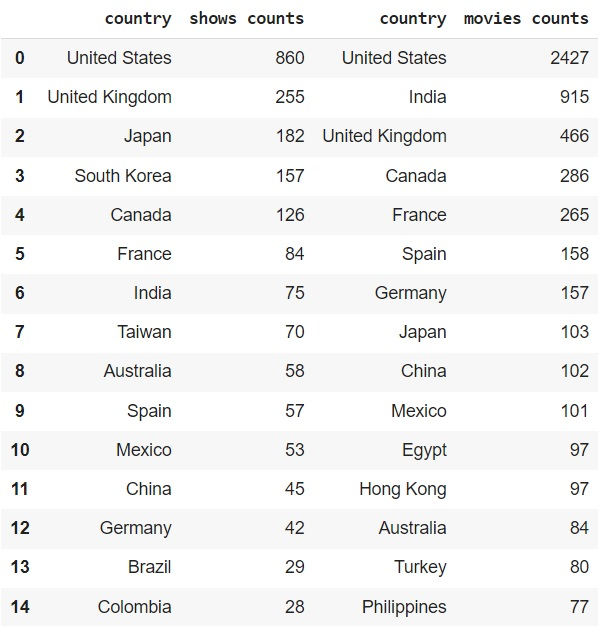 country shows counts country movies counts
0 United States 860 United States 2427
1 United Kingdom 255 India 915
2 Japan 182 United Kingdom 466
3 South Korea 157 Canada 286
4 Canada 126 France 265
5 France 84 Spain 158
6 India 75 Germany 157
7 Taiwan 70 Japan 103
8 Australia 58 China 102
9 Spain 57 Mexico 101
10 Mexico 53 Egypt 97
11 China 45 Hong Kong 97
12 Germany 42 Australia 84
13 Brazil 29 Turkey 80
14 Colombia 28 Philippines 77